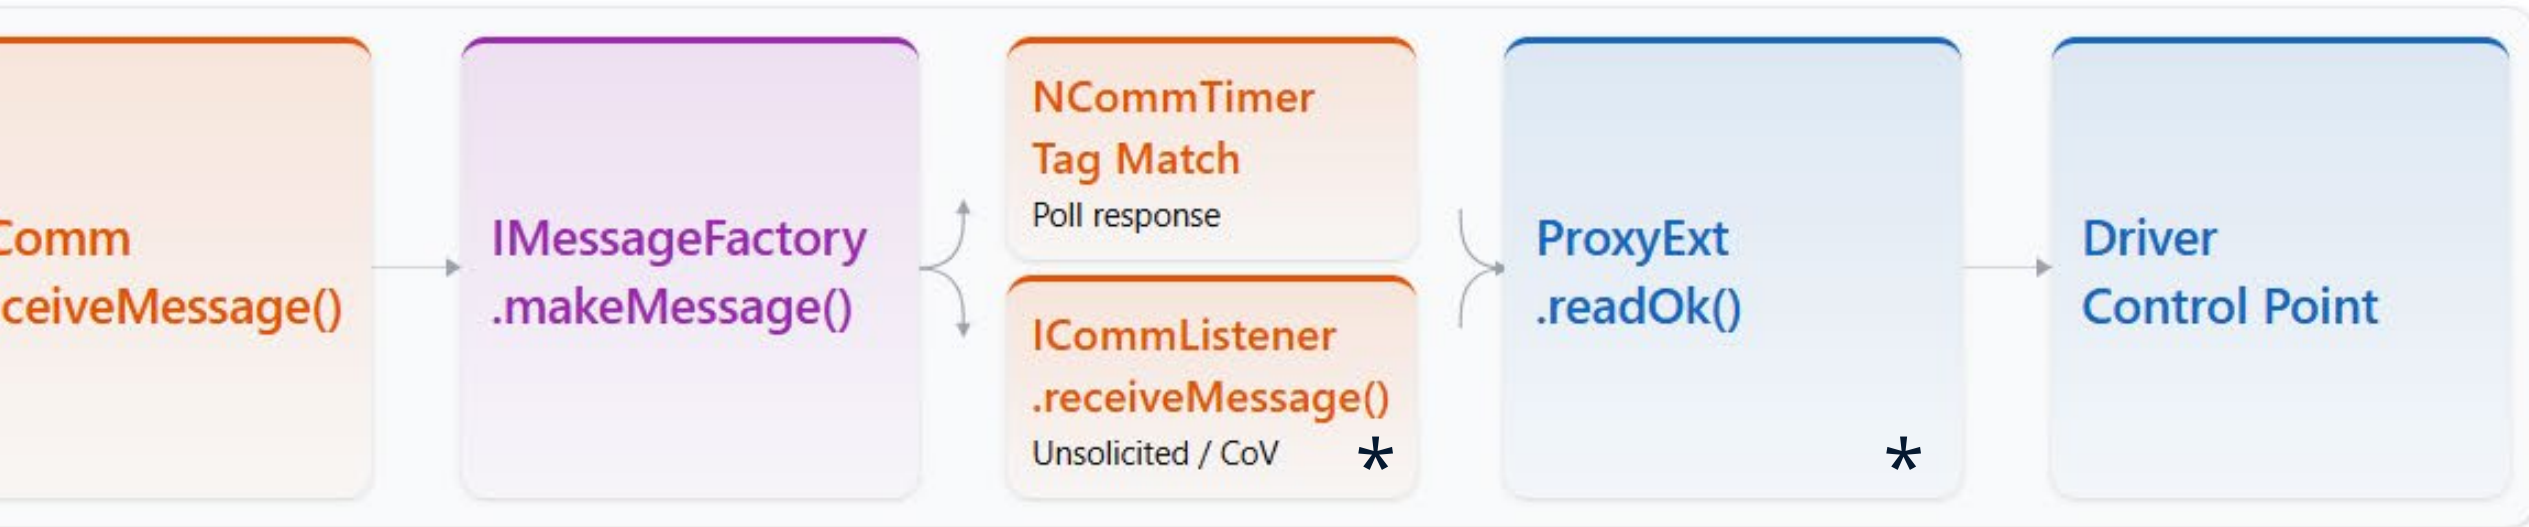 Comm
ceiveMessage()
IMessageFactory
.makeMessage()
NCommTimer
Tag Match
Poll response
ICommListener
.receiveMessage()
Unsolicited / CoV *
ProxyExt
.readOk()
*
Driver
Control Point